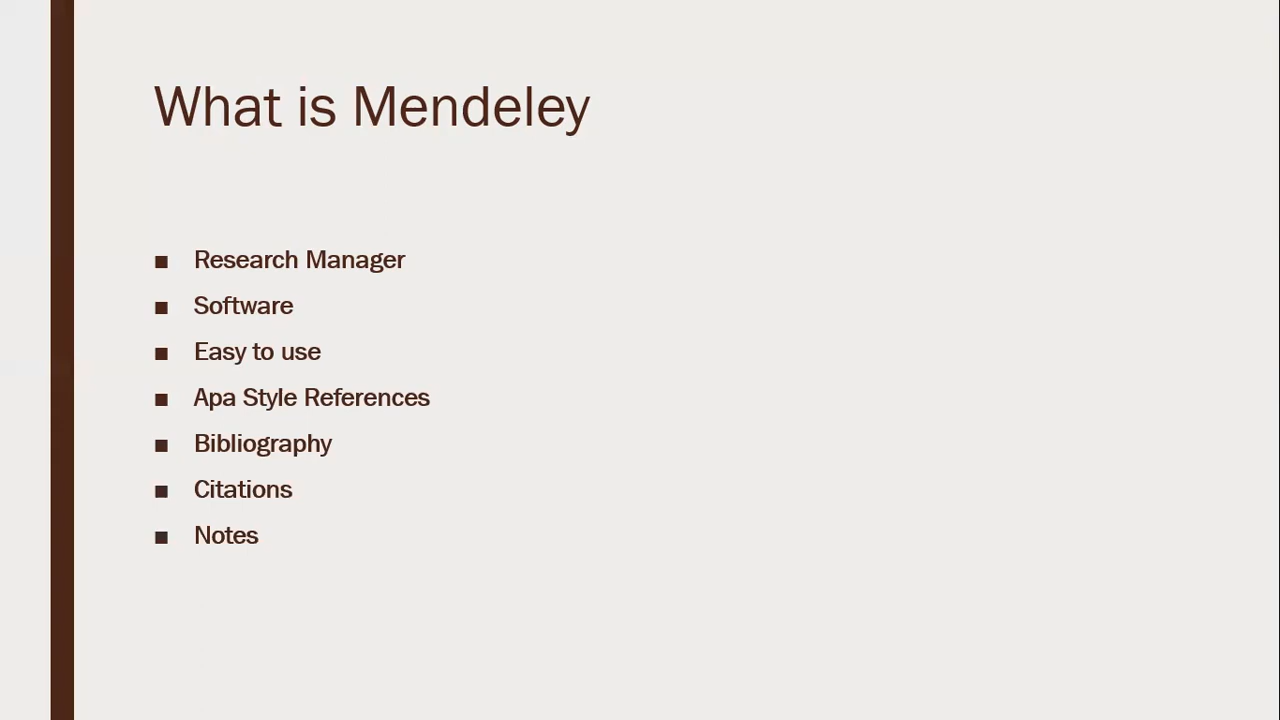 What is Mendeley
Research Manager
Software
Easy to use
Apa Style References
Bibliography
Citations
Notes